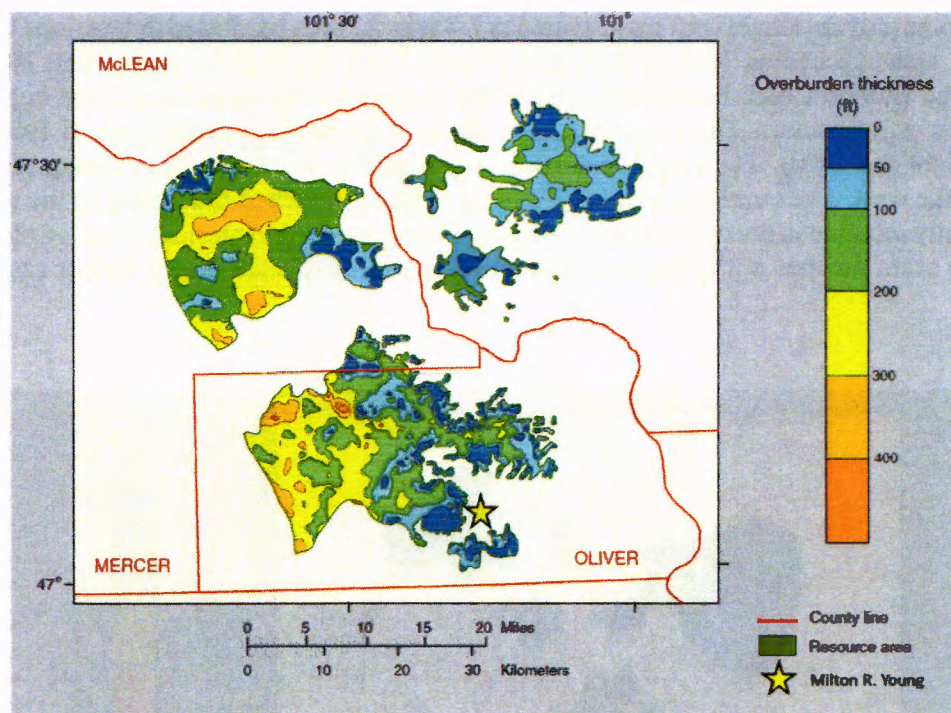 101° 30'
101°
McLEAN
47° 30'
47°
MERCER
OLIVER
Overburden thickness
(ft)
0
50
100
200
300
400
0 5 10 15 20 Miles
0 10 20 30 Kilometers
County line
Resource area
Milton R. Young